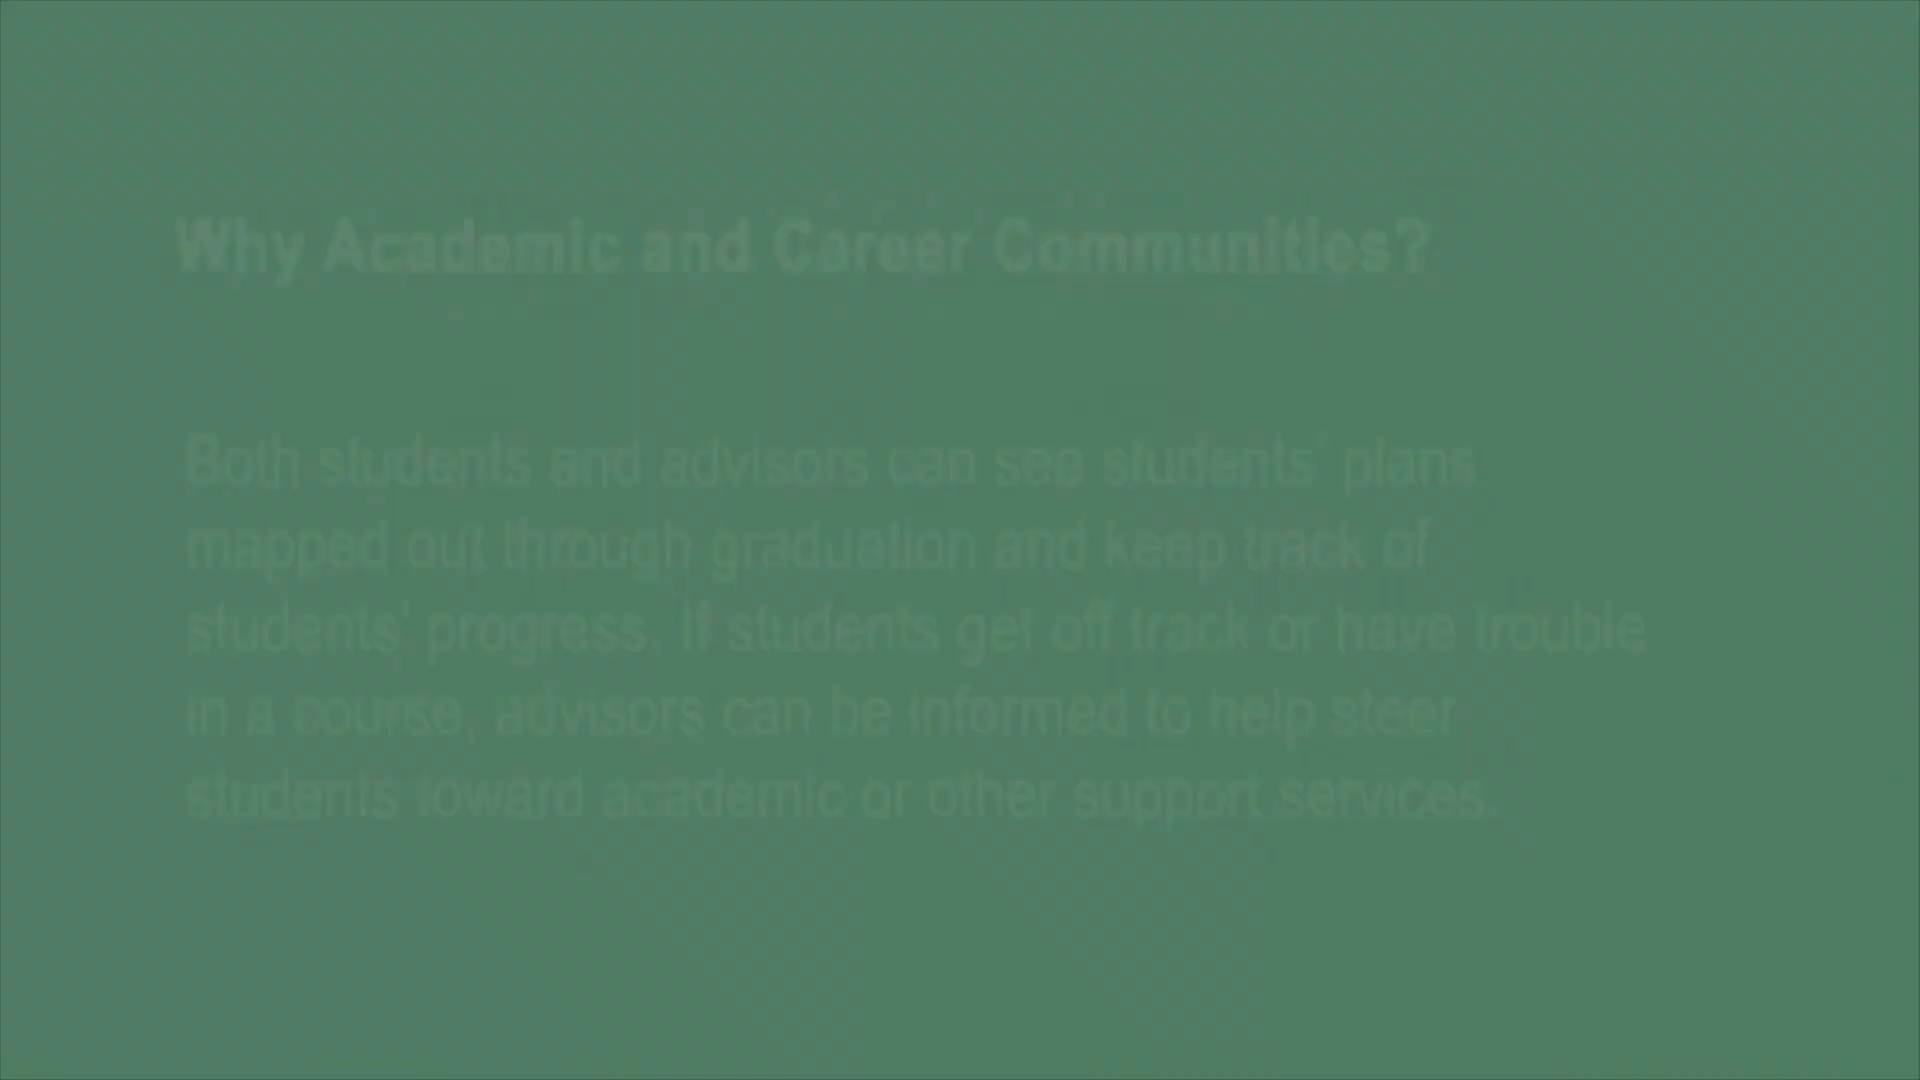 Why Academic and Career Communities?
Both students and advisors can see students' plans
mapped out through graduation and keep track of
students' progress. If students get off track or have trouble
in a course, advisors can be informed to help steer
students toward academic or other support services.